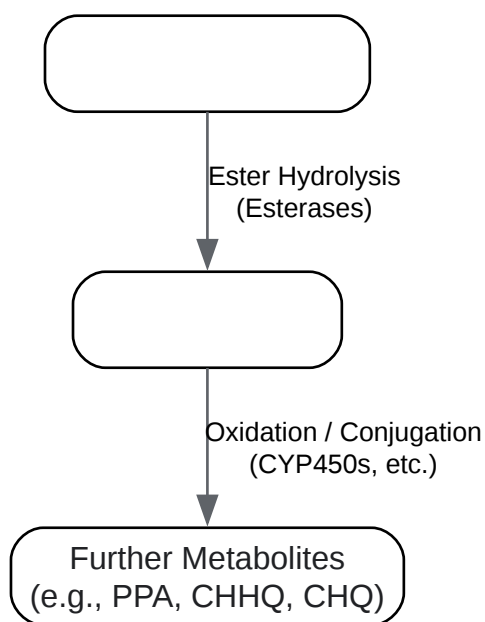 Ester Hydrolysis
(Esterases)
Oxidation / Conjugation
(CYP450s, etc.)
Further Metabolites
(e.g., PPA, CHHQ, CHQ)